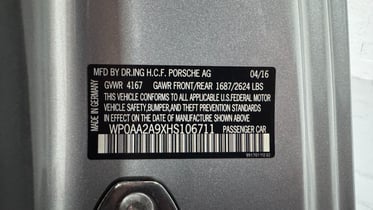 MFD BY DR.ING H.C.F. PORSCHE AG 04/16
GVWR 4167 GAWR FRONT/REAR 1687/2624 LBS
THIS VEHICLE CONFORMS TO ALL APPLICABLE U.S.FEDERAL MOTOR
VEHICLE SAFETY,BUMPER,AND THEFT PREVENTION STANDARDS
IN EFFECT ON THE DATE OF MANUFACTURE SHOWN ABOVE
WP0AA2A9XHS106711 PASSENGER CAR
MADE IN GERMANY